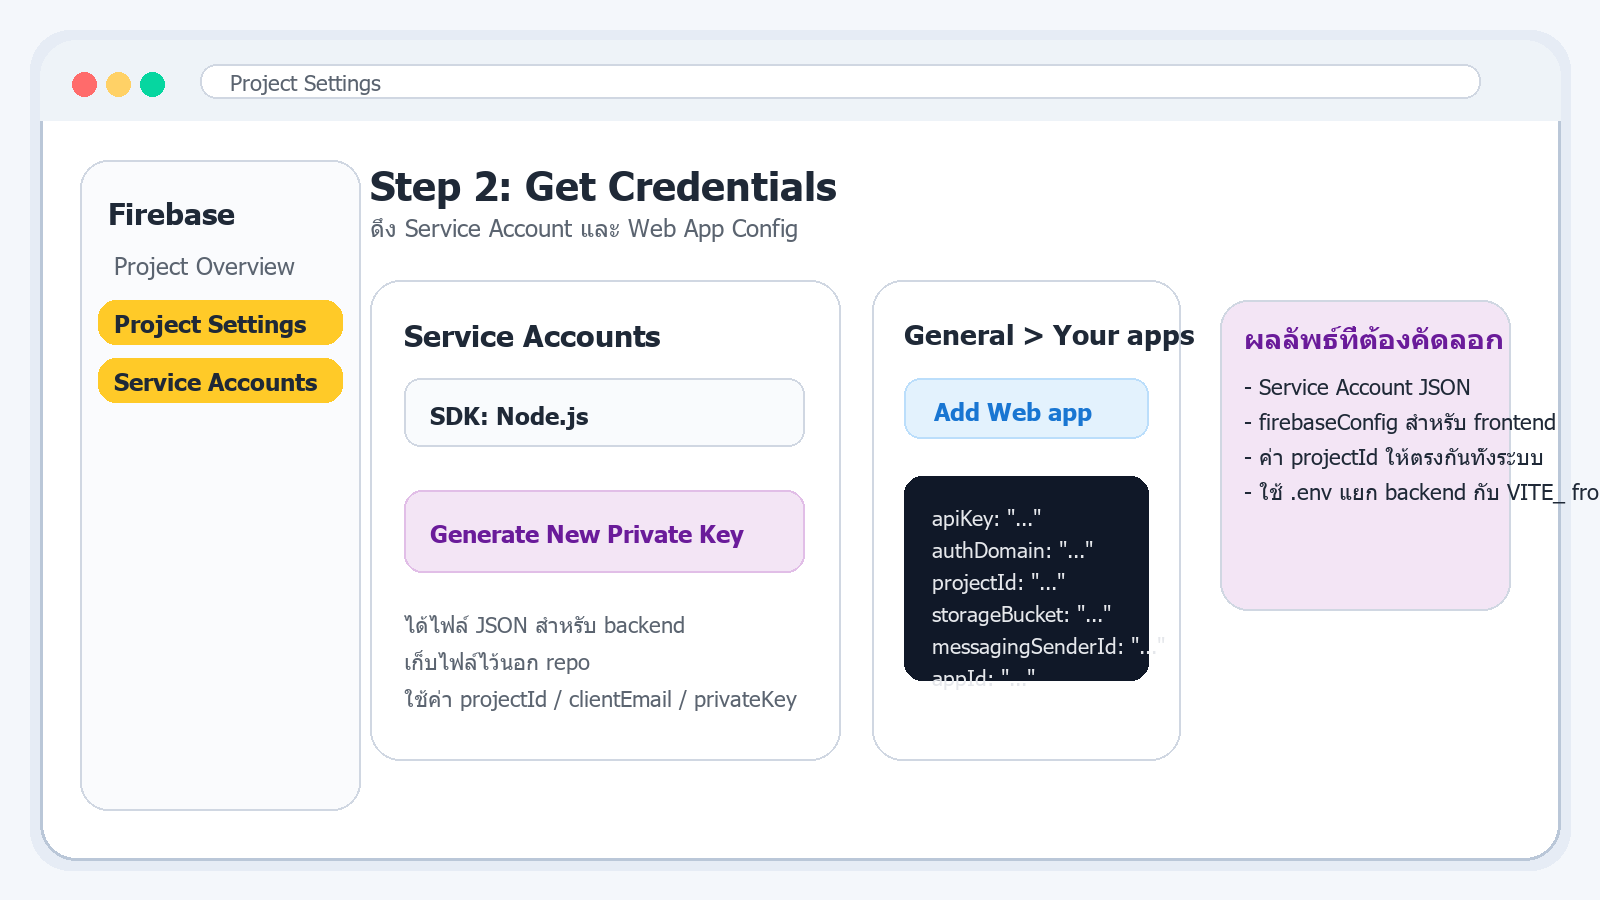 Project Settings
Firebase
Project Overview
Project Settings
Service Accounts
Step 2: Get Credentials
ดึง Service Account และ Web App Config
Service Accounts
SDK: Node.js
Generate New Private Key
ได้ไฟล์ JSON สำหรับ backend
เก็บไฟล์ไว้นอก repo
ใช้ค่า projectId / clientEmail / privateKey
General > Your apps
Add Web app
apiKey: "..."
authDomain: "..."
projectId: "..."
storageBucket: "..."
messagingSenderId: "..."
appId: "..."
ผลลัพธ์ที่ต้องคัดลอก
- Service Account JSON
- firebaseConfig สำหรับ frontend
- ค่า projectId ให้ตรงกันทั้งระบบ
- ใช้ .env แยก backend กับ VITE_ fro